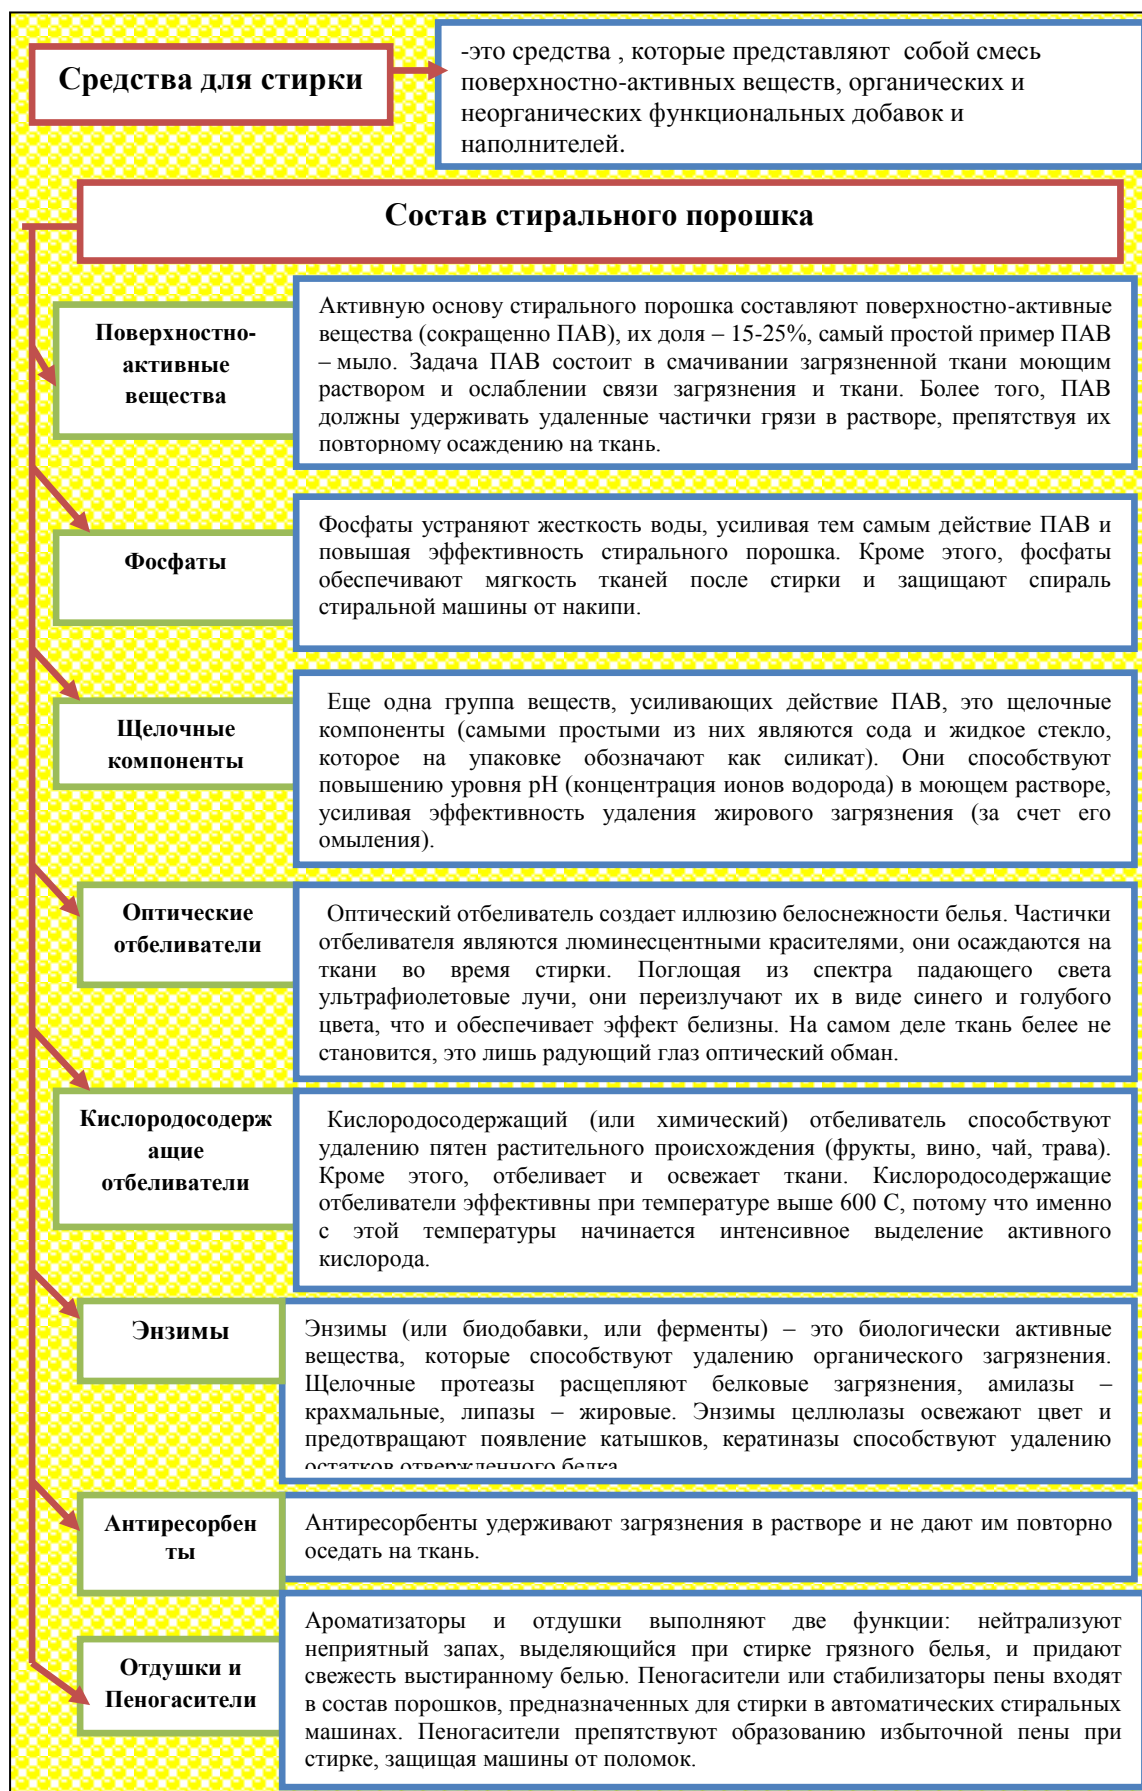 Средства для стирки
-это средства , которые представляют собой смесь
поверхностно-активных веществ, органических и
неорганических функциональных добавок и
наполнителей.
Состав стирального порошка
Поверхностно-
активные
вещества
Активную основу стирального порошка составляют поверхностно-активные
вещества (сокращенно ПАВ), их доля – 15-25%, самый простой пример ПАВ
– мыло. Задача ПАВ состоит в смачивании загрязненной ткани моющим
раствором и ослаблении связи загрязнения и ткани. Более того, ПАВ
должны удерживать удаленные частички грязи в растворе, препятствуя их
повторному осаждению на ткань.
Фосфаты
Фосфаты устраняют жесткость воды, усиливая тем самым действие ПАВ и
повышая эффективность стирального порошка. Кроме этого, фосфаты
обеспечивают мягкость тканей после стирки и защищают спираль
стиральной машины от накипи.
Щелочные
компоненты
Еще одна группа веществ, усиливающих действие ПАВ, это щелочные
компоненты (самыми простыми из них являются сода и жидкое стекло,
которое на упаковке обозначают как силикат). Они способствуют
повышению уровня pH (концентрация ионов водорода) в моющем растворе,
усиливая эффективность удаления жирового загрязнения (за счет его
омыления).
Оптические
отбеливатели
Оптический отбеливатель создает иллюзию белоснежности белья. Частички
отбеливателя являются люминесцентными красителями, они осаждаются на
ткани во время стирки. Поглощая из спектра падающего света
ультрафиолетовые лучи, они переизлучают их в виде синего и голубого
цвета, что и обеспечивает эффект белизны. На самом деле ткань белее не
становится, это лишь радующий глаз оптический обман.
Кислородосодерж
ащие
отбеливатели
Кислородосодержащий (или химический) отбеливатель способствуют
удалению пятен растительного происхождения (фрукты, вино, чай, трава).
Кроме этого, отбеливает и освежает ткани. Кислородосодержащие
отбеливатели эффективны при температуре выше 600 С, потому что именно
с этой температуры начинается интенсивное выделение активного
кислорода.
Энзимы
Энзимы (или биодобавки, или ферменты) – это биологически активные
вещества, которые способствуют удалению органического загрязнения.
Щелочные протеазы расщепляют белковые загрязнения, амилазы –
крахмальные, липазы – жировые. Энзимы целлюлазы освежают цвет и
предотвращают появление катышков, кератиназы способствуют удалению
остатков отвержденного белка
Антиресорбен
ты
Антиресорбенты удерживают загрязнения в растворе и не дают им повторно
оседать на ткань.
Отдушки и
Пеногасители
Ароматизаторы и отдушки выполняют две функции: нейтрализуют
неприятный запах, выделяющийся при стирке грязного белья, и придают
свежесть выстиранному белью. Пеногасители или стабилизаторы пены входят
в состав порошков, предназначенных для стирки в автоматических стиральных
машинах. Пеногасители препятствуют образованию избыточной пены при
стирке, защищая машины от поломок.